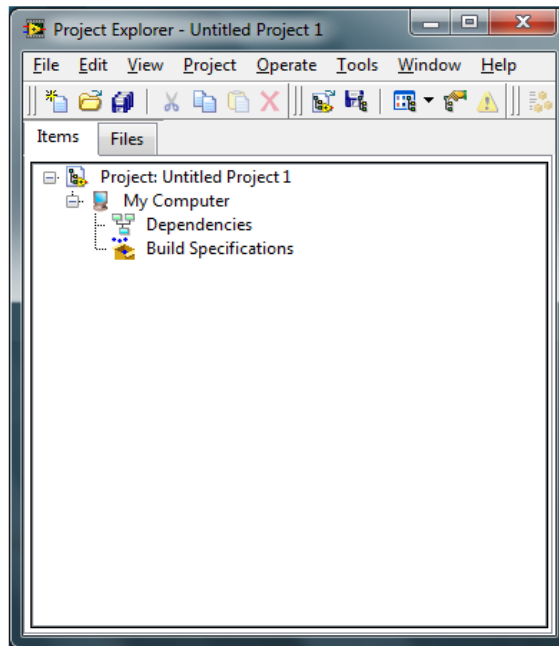 Project Explorer - Untitled Project 1
File Edit View Project Operate Tools Window Help
Items Files
Project: Untitled Project 1
My Computer
Dependencies
Build Specifications